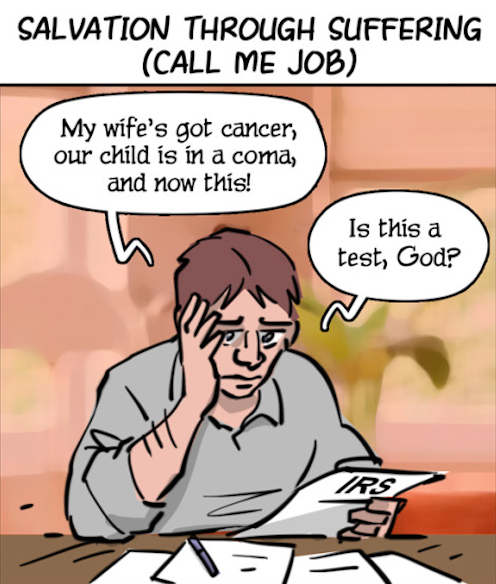 SALVATION THROUGH SUFFERING
(CALL ME JOB)
My wife's got cancer,
our child is in a coma,
and now this!
Is this a
test, God?
IRS